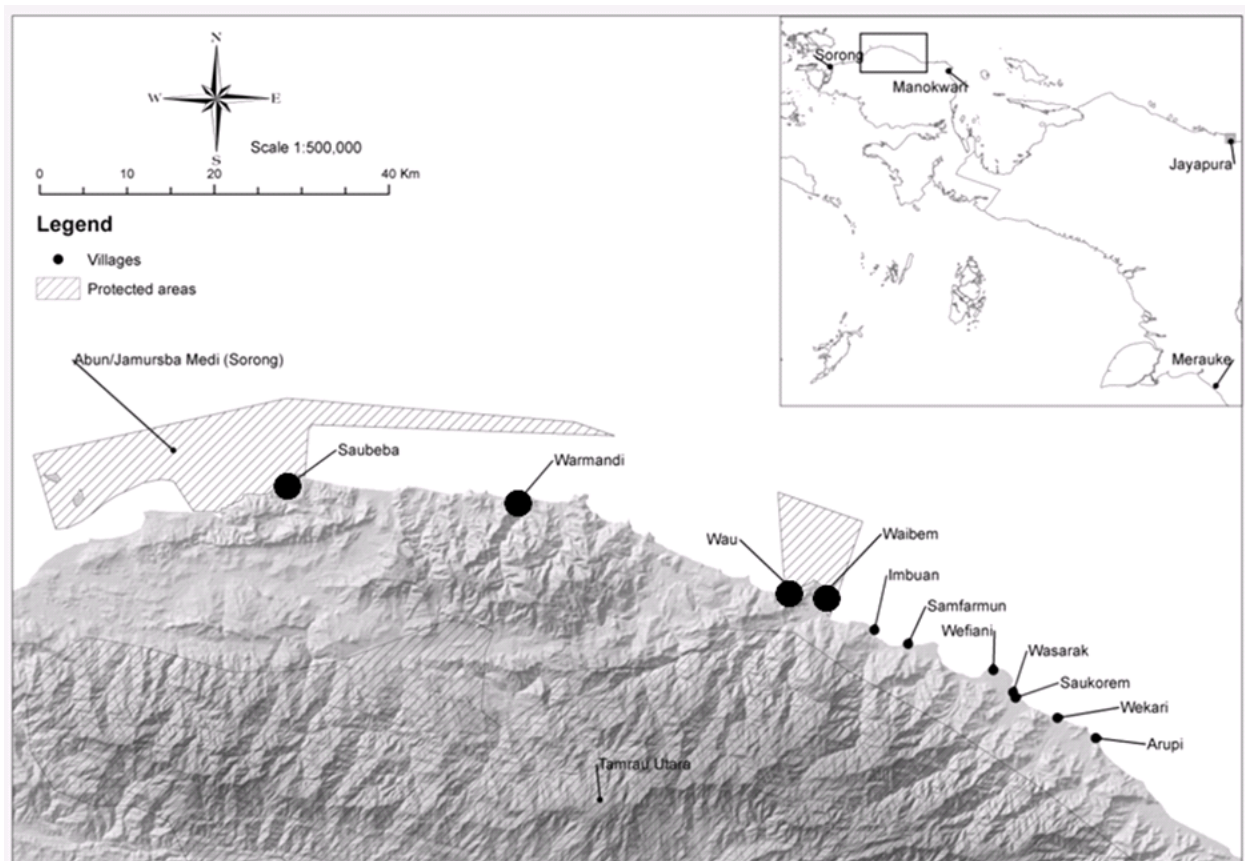 N
W E
S
Scale 1:500,000
0 10 20 40 Km
Legend
Villages
Protected areas
Sorong
Manokwari
Jayapura
Merauke
Abun/Jamursba Medi (Sorong)
Saubeba
Warmandi
Wau
Waibem
Imbuan
Samfarmun
Wefiani
Wasarak
Saukorem
Wekari
Arupi
Tamrau Utara